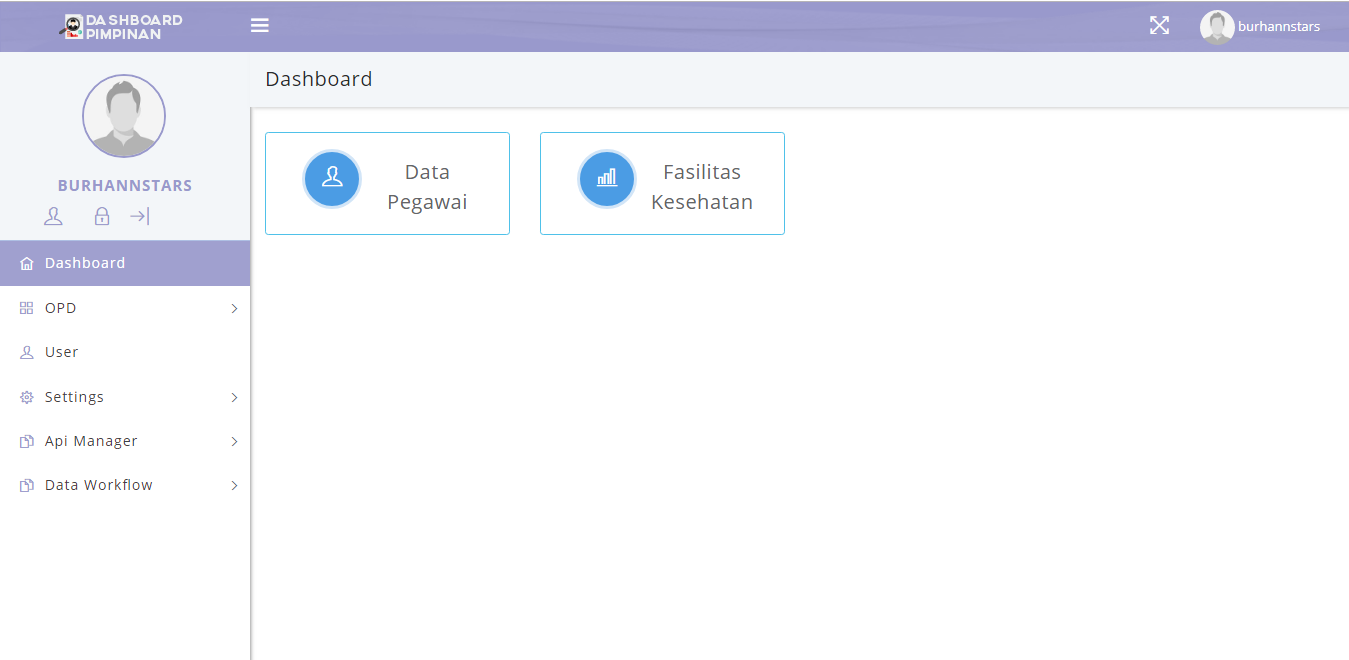 DASHBOARD
PIMPINAN
burhannstars
BURHANNSTARS
Dashboard
OPD
User
Settings
Api Manager
Data Workflow
Dashboard
Data
Pegawai
Fasilitas
Kesehatan